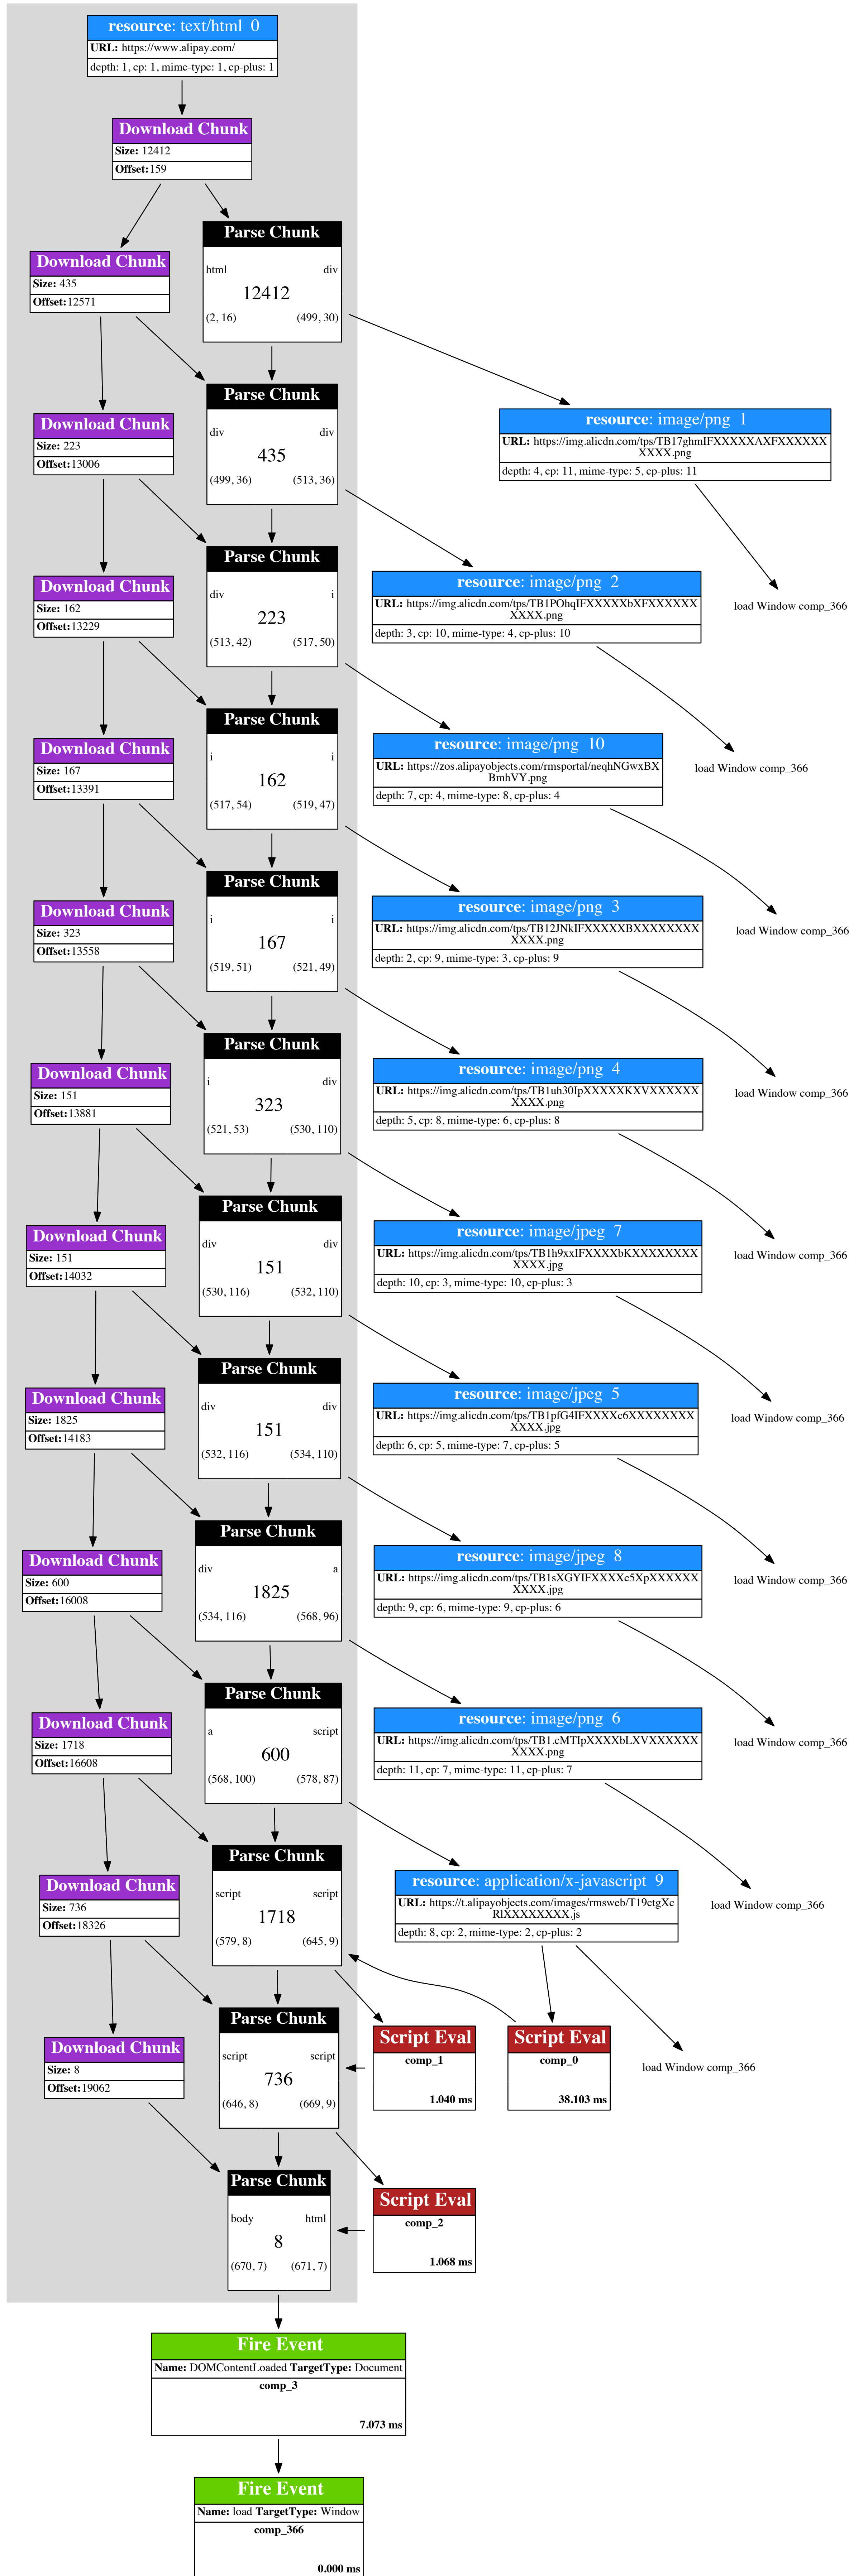 resource: text/html 0
URL: https://www.alipay.com/
depth: 1, cp: 1, mime-type: 1, cp-plus: 1
Download Chunk
Size: 12412
Offset:159
Parse Chunk
html div
12412
(2, 16) (499, 30)
Download Chunk
Size: 435
Offset:12571
Parse Chunk
div div
435
(499, 36) (513, 36)
resource: image/png 1
URL: https://img.alicdn.com/tps/TB17ghmIFXXXXXAXFXXXXXX
XXXX.png
depth: 4, cp: 11, mime-type: 5, cp-plus: 11
Download Chunk
Size: 223
Offset:13006
Parse Chunk
div i
223
(513, 42) (517, 50)
resource: image/png 2
URL: https://img.alicdn.com/tps/TB1POhqIFXXXXXbXFXXXXXX
XXXX.png
depth: 3, cp: 10, mime-type: 4, cp-plus: 10
load Window comp_366
Download Chunk
Size: 162
Offset:13229
Parse Chunk
i i
162
(517, 54) (519, 47)
resource: image/png 10
URL: https://zos.alipayobjects.com/rmsportal/neqhNGwxBX
BmhVY.png
depth: 7, cp: 4, mime-type: 8, cp-plus: 4
load Window comp_366
Download Chunk
Size: 167
Offset:13391
Parse Chunk
i i
167
(519, 51) (521, 49)
resource: image/png 3
URL: https://img.alicdn.com/tps/TB12JNkIFXXXXXBXXXXXXXX
XXXX.png
depth: 2, cp: 9, mime-type: 3, cp-plus: 9
load Window comp_366
Download Chunk
Size: 323
Offset:13558
Parse Chunk
i div
323
(521, 53) (530, 110)
resource: image/png 4
URL: https://img.alicdn.com/tps/TB1uh30IpXXXXXKXVXXXXXX
XXXX.png
depth: 5, cp: 8, mime-type: 6, cp-plus: 8
load Window comp_366
Download Chunk
Size: 151
Offset:13881
Parse Chunk
div div
151
(530, 116) (532, 110)
resource: image/jpeg 7
URL: https://img.alicdn.com/tps/TB1h9xxIFXXXXbKXXXXXXXX
XXXX.jpg
depth: 10, cp: 3, mime-type: 10, cp-plus: 3
load Window comp_366
Download Chunk
Size: 151
Offset:14032
Parse Chunk
div div
151
(532, 116) (534, 110)
resource: image/jpeg 5
URL: https://img.alicdn.com/tps/TB1pfG4IFXXXXc6XXXXXXXX
XXXX.jpg
depth: 6, cp: 5, mime-type: 7, cp-plus: 5
load Window comp_366
Download Chunk
Size: 1825
Offset:14183
Parse Chunk
div a
1825
(534, 116) (568, 96)
resource: image/jpeg 8
URL: https://img.alicdn.com/tps/TB1sXGYIFXXXXc5XpXXXXXX
XXXX.jpg
depth: 9, cp: 6, mime-type: 9, cp-plus: 6
load Window comp_366
Download Chunk
Size: 600
Offset:16008
Parse Chunk
a script
600
(568, 100) (578, 87)
resource: image/png 6
URL: https://img.alicdn.com/tps/TB1.cMTIpXXXXbLXVXXXXXX
XXXX.png
depth: 11, cp: 7, mime-type: 11, cp-plus: 7
load Window comp_366
Download Chunk
Size: 1718
Offset:16608
Parse Chunk
script script
1718
(579, 8) (645, 9)
resource: application/x-javascript 9
URL: https://t.alipayobjects.com/images/rmsweb/T19ctgXc
RlXXXXXXXX.js
depth: 8, cp: 2, mime-type: 2, cp-plus: 2
load Window comp_366
Download Chunk
Size: 736
Offset:18326
Parse Chunk
script script
736
(646, 8) (669, 9)
Script Eval
comp_1
1.040 ms
Script Eval
comp_0
38.103 ms
load Window comp_366
Download Chunk
Size: 8
Offset:19062
Parse Chunk
body html
8
(670, 7) (671, 7)
Script Eval
comp_2
1.068 ms
Fire Event
Name: DOMContentLoaded TargetType: Document
comp_3
7.073 ms
Fire Event
Name: load TargetType: Window
comp_366
0.000 ms